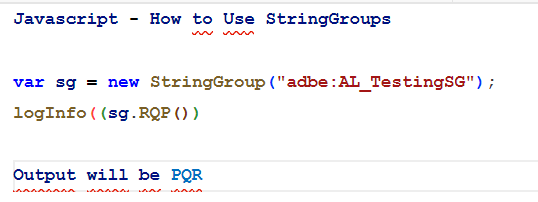 Javascript - How to Use StringGroups
var sg = new StringGroup("adbe:AL_TestingSG");
logInfo((sg.RQP())
Output will be PQR